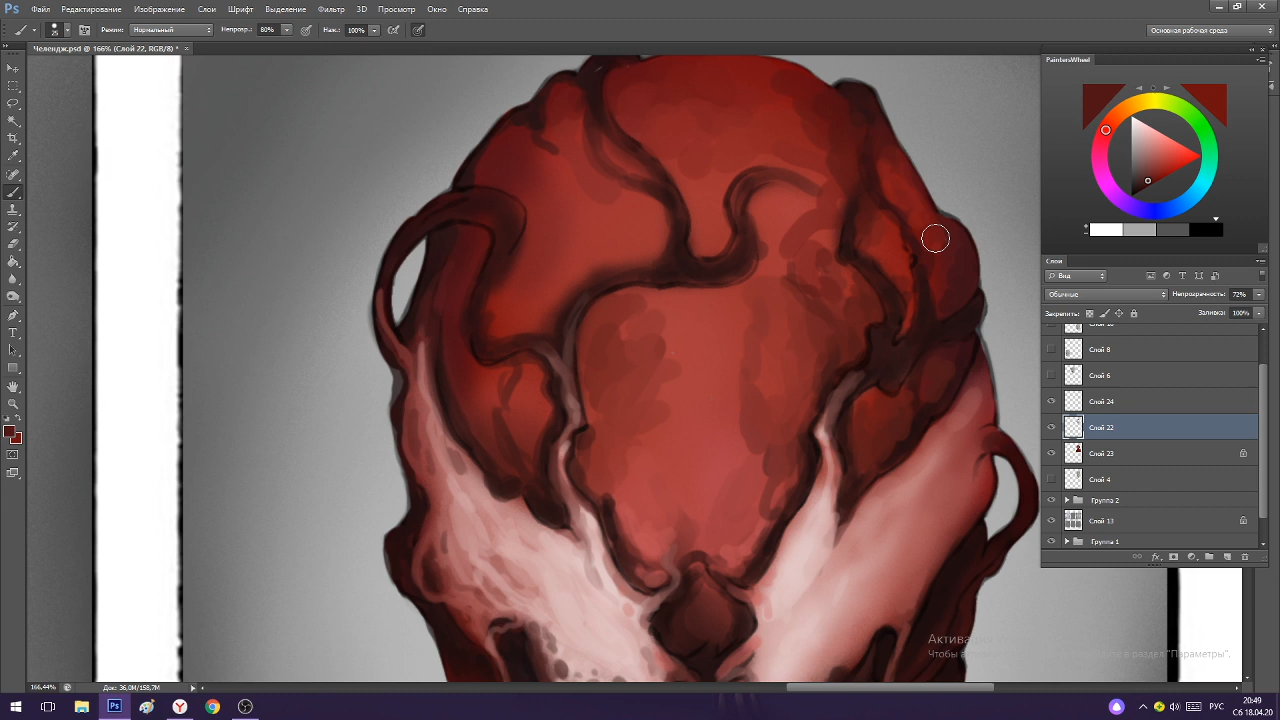 Ps Файл Редактирование Изображение Слои Шрифт Выделение Фильтр 3D Просмотр Окно Справка
25 Режим: Нормальный Непрозр.: 80% Наж.: 100% Основная рабочая среда
Челендж.psd @ 166% (Слой 22, RGB/8) * ×
PaintersWheel
Слои
Вид
Обычные Непрозрачность: 72%
Закрепить: Заливка: 100%
Слой 8
Слой 6
Слой 24
Слой 22
Слой 23
Слой 4
Группа 2
Слой 13
Группа 1
fx
"Параметры".
166,44% Док: 36,0M/158,7M
Ps РУС 20:49
Сб 18.04.20